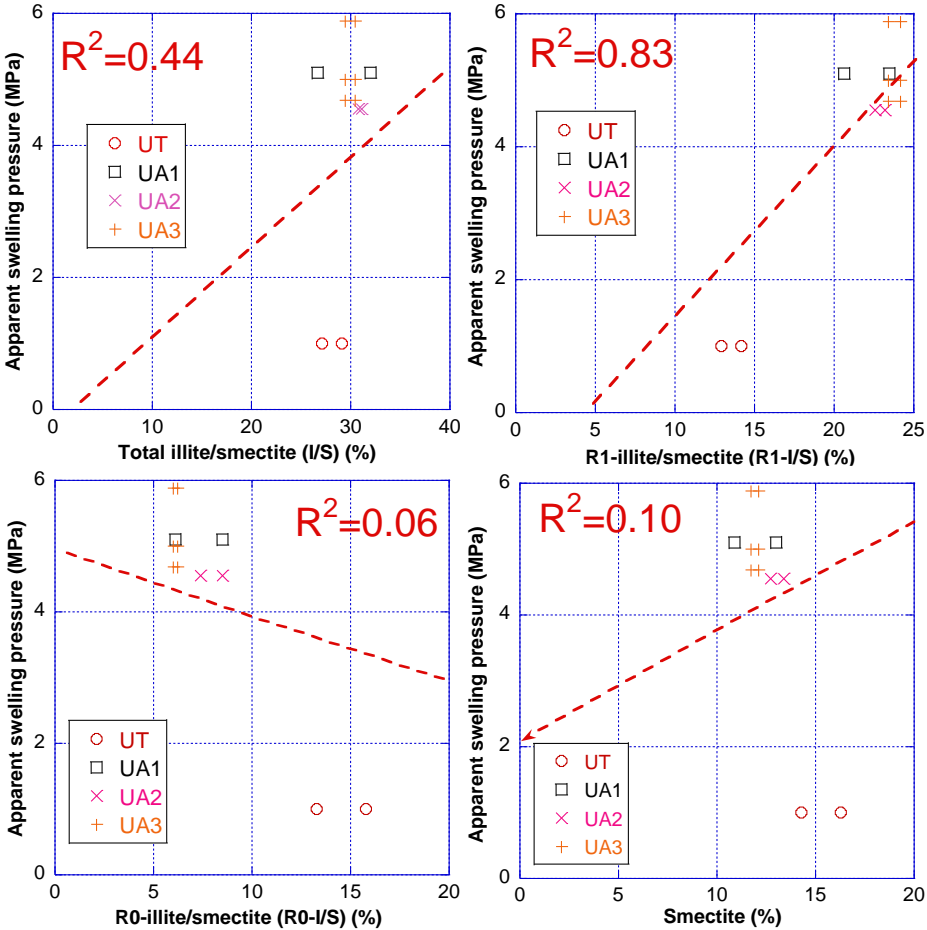 R2=0.44
Apparent swelling pressure (MPa)
6
4
2
0
UT
UA1
UA2
UA3
0 10 20 30 40
Total illite/smectite (I/S) (%)
R2=0.83
Apparent swelling pressure (MPa)
6
4
2
0
UT
UA1
UA2
UA3
0 5 10 15 20 25
R1-illite/smectite (R1-I/S) (%)
R2=0.06
Apparent swelling pressure (MPa)
6
4
2
0
UT
UA1
UA2
UA3
0 5 10 15 20
R0-illite/smectite (R0-I/S) (%)
R2=0.10
Apparent swelling pressure (MPa)
6
4
2
0
UT
UA1
UA2
UA3
0 5 10 15 20
Smectite (%)